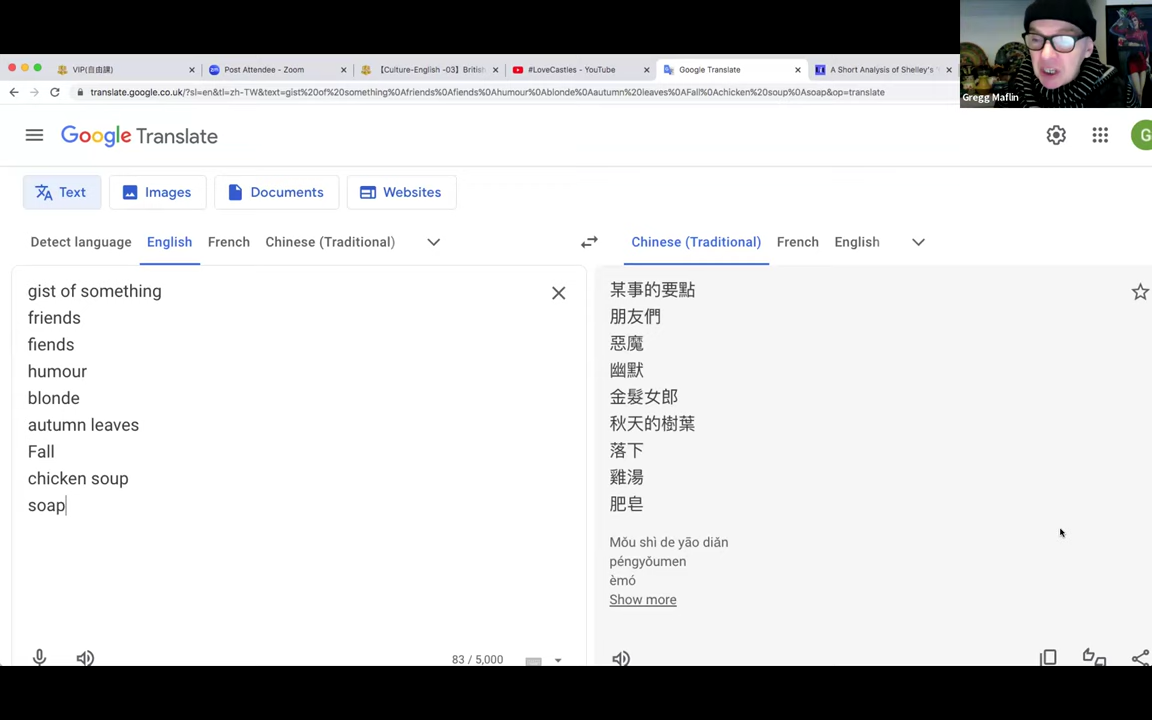 VIP(自由課)
Post Attendee - Zoom
【Culture-English -03】British
#LoveCastles - YouTube
Google Translate
A Short Analysis of Shelley's 'O
translate.google.co.uk/?sl=en&tl=zh-TW&text=gist%20of%20something%0Afriends%0Afiends%0Ahumour%0Ablonde%0Aautumn%20leaves%0AFall%0Achicken%20soup%0Asoap&op=translate
Gregg Maflin
Google Translate
G
Text
Images
Documents
Websites
Detect language English French Chinese (Traditional)
Chinese (Traditional) French English
gist of something
friends
fiends
humour
blonde
autumn leaves
Fall
chicken soup
soap
某事的要點
朋友們
惡魔
幽默
金髮女郎
秋天的樹葉
落下
雞湯
肥皂
Mǒu shì de yāo diǎn
péngyǒumen
èmó
Show more
83 / 5,000